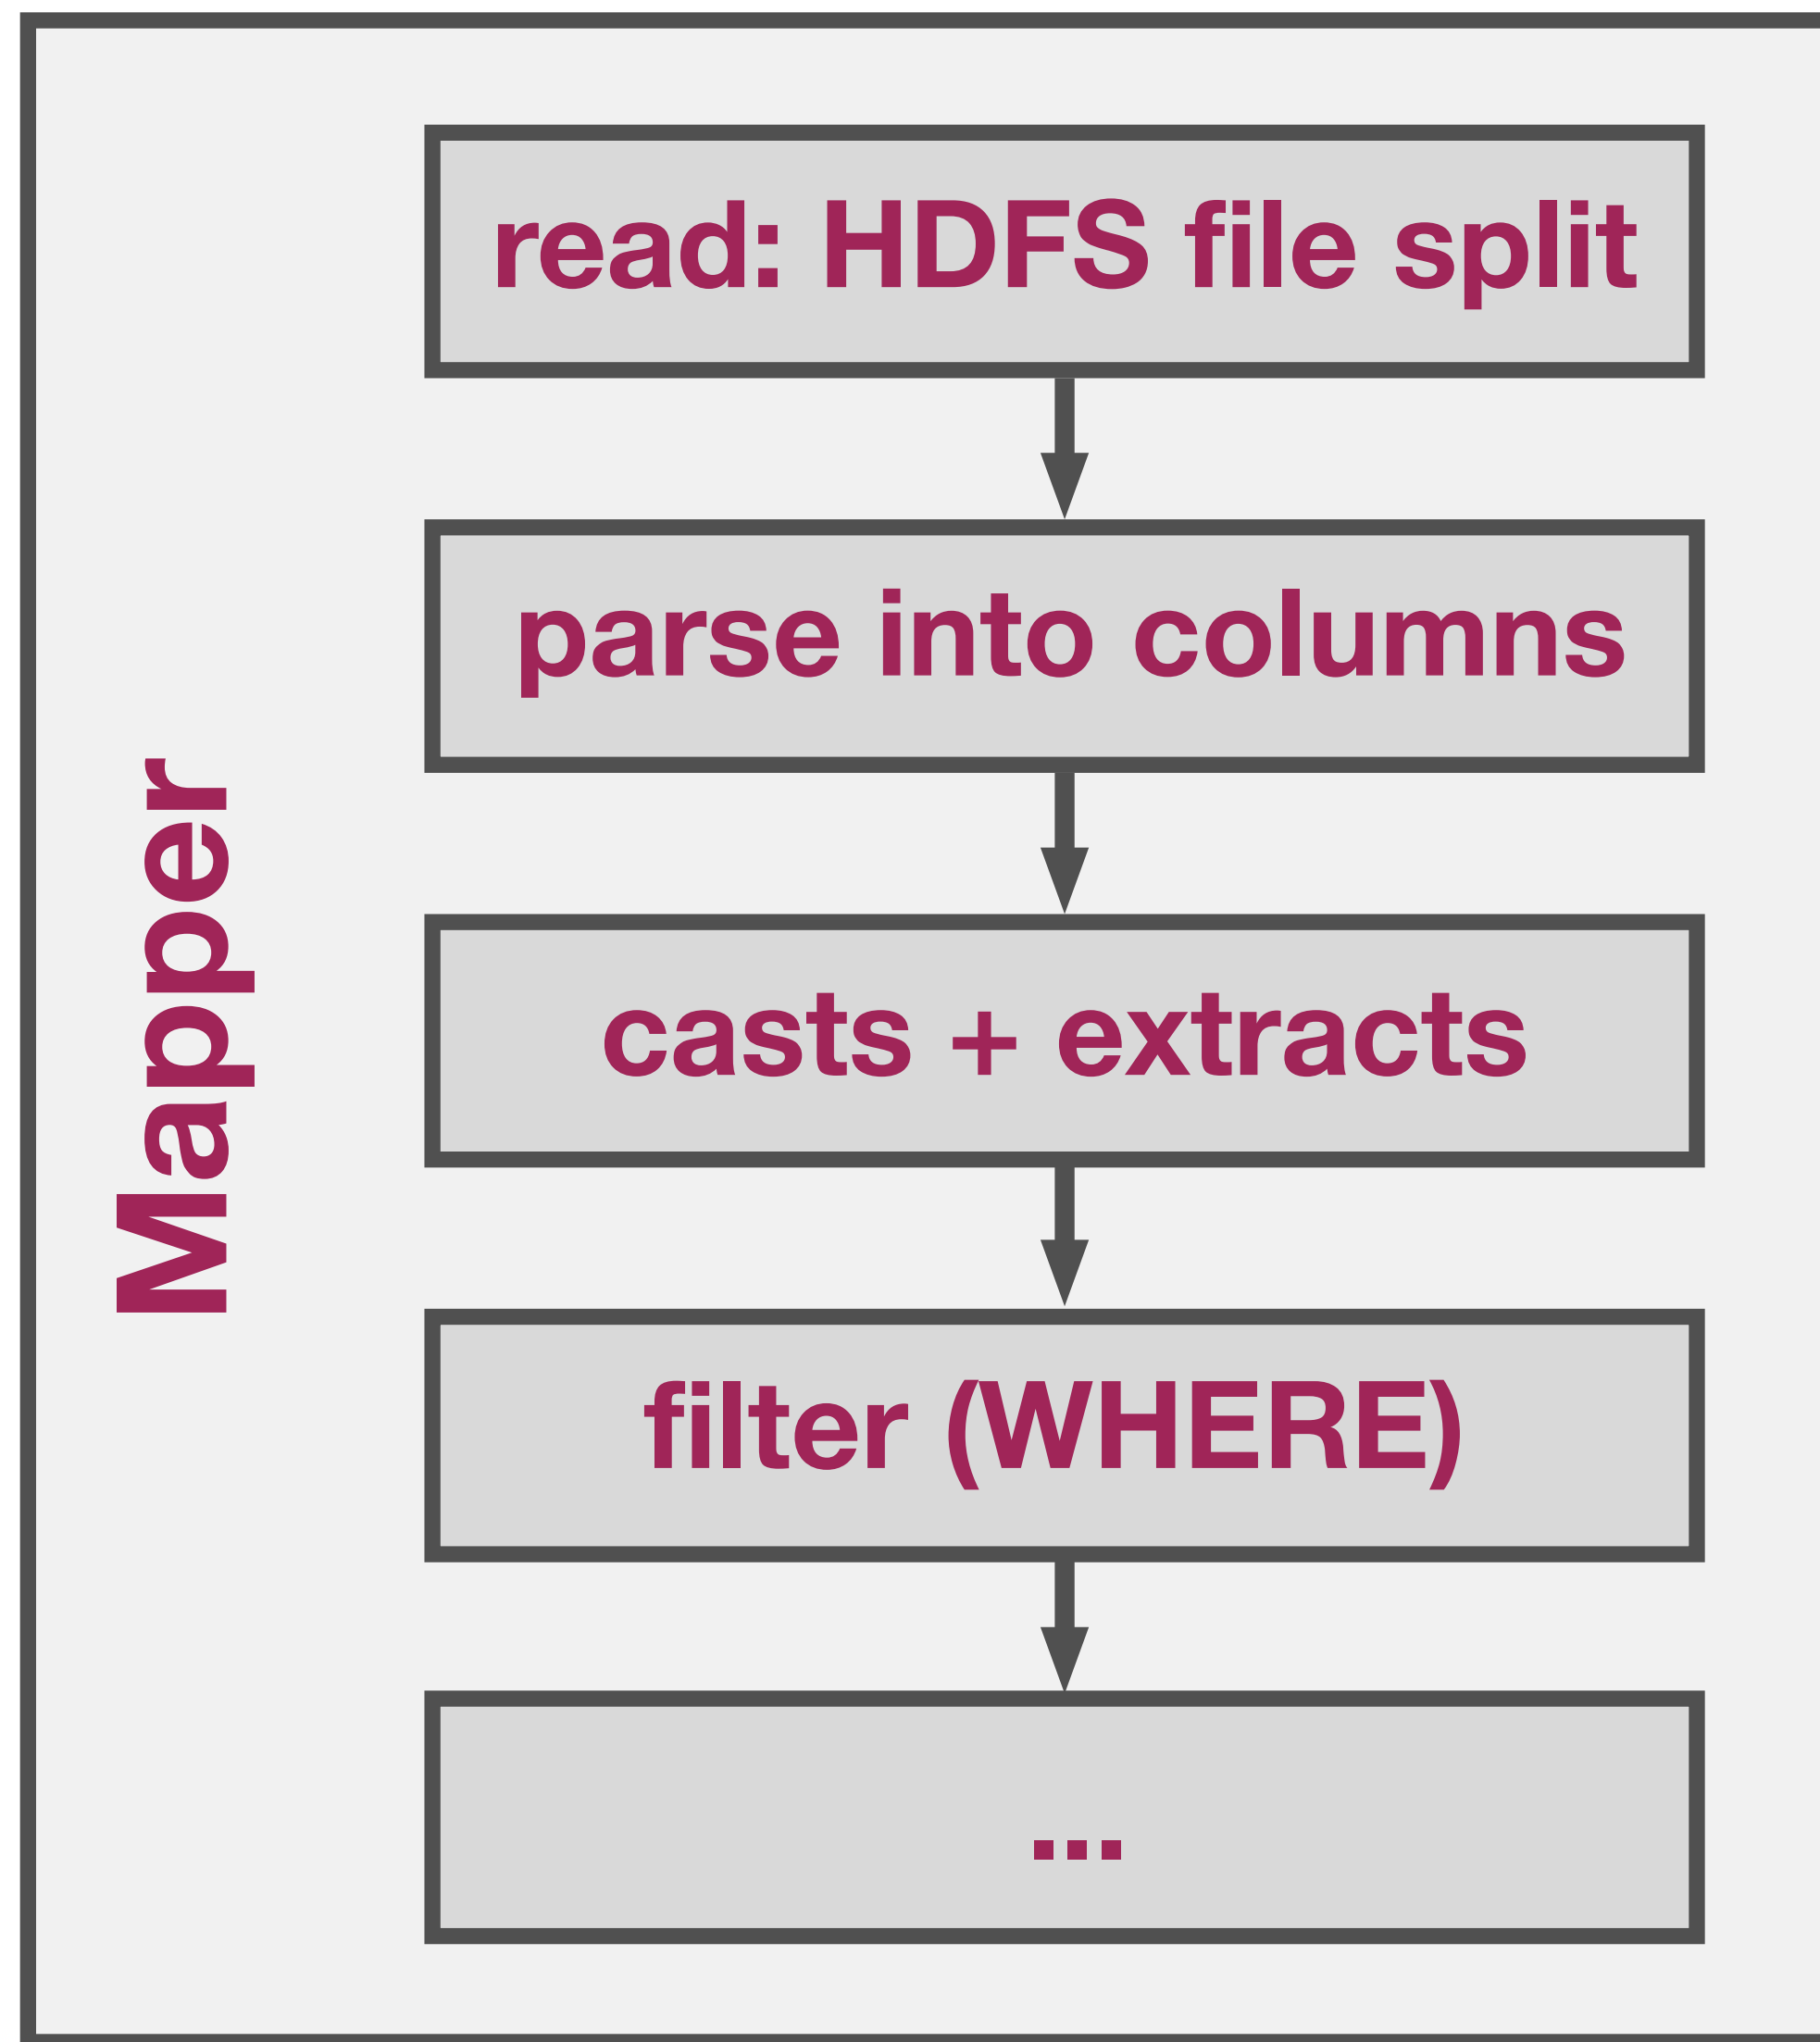 read: HDFS file split
parse into columns
Mapper
casts + extracts
filter (WHERE)
...